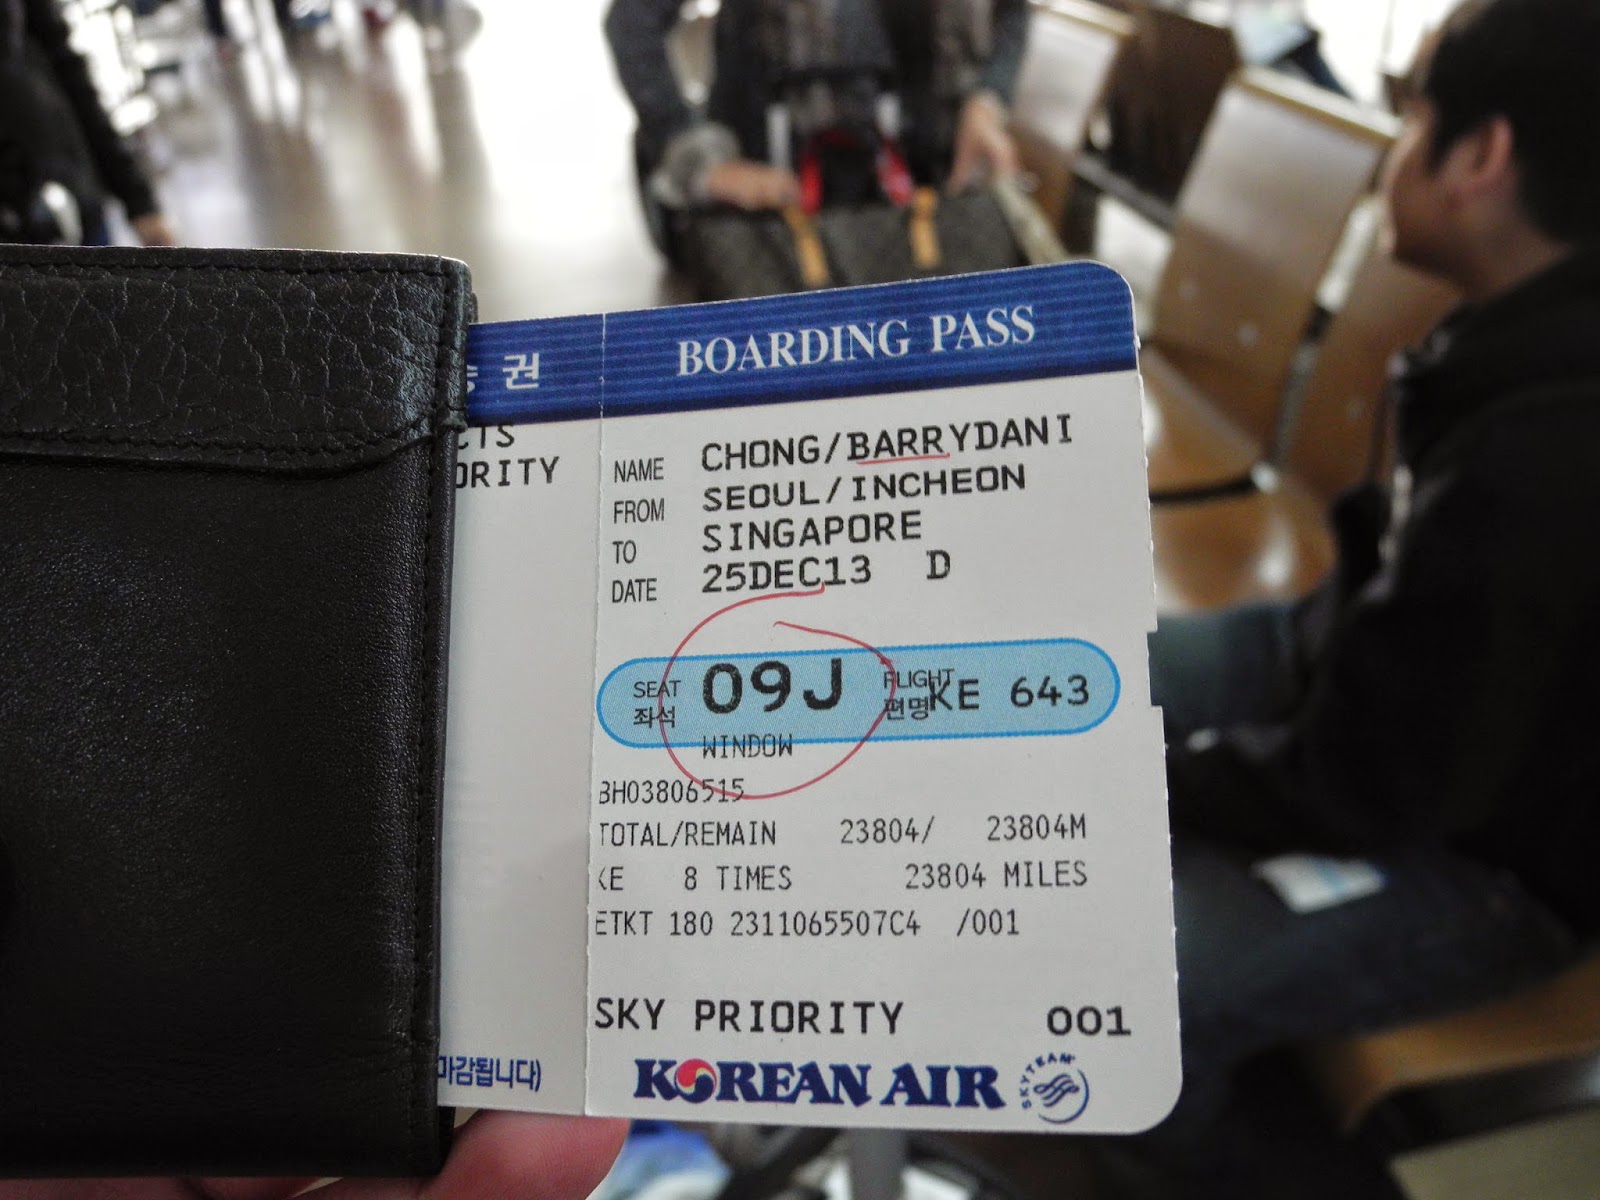 권
BOARDING PASS
ORITY
NAME CHONG/BARRYDANI
FROM SEOUL/INCHEON
TO SINGAPORE
DATE 25DEC13 D
SEAT 좌석 09J FLIGHT 편명 KE 643
WINDOW
BH03806515
TOTAL/REMAIN 23804/ 23804M
KE 8 TIMES 23804 MILES
ETKT 180 2311065507C4 /001
SKY PRIORITY 001
마감됩니다)
KOREAN AIR SKYTEAM